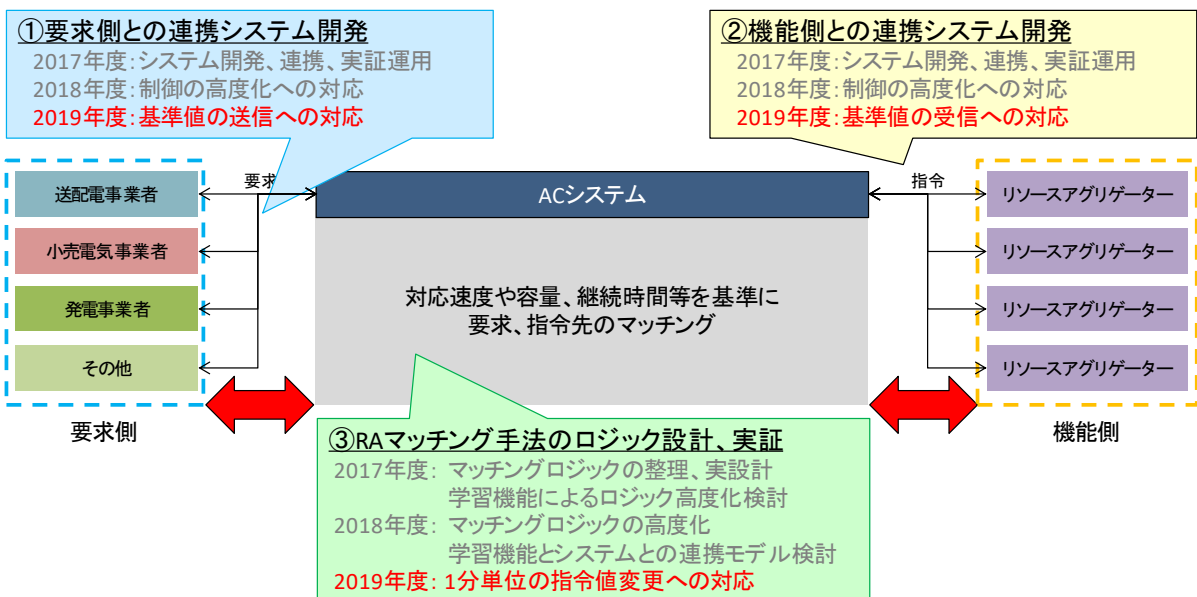 ①要求側との連携システム開発
2017年度：システム開発、連携、実証運用
2018年度：制御の高度化への対応
2019年度：基準値の送信への対応
②機能側との連携システム開発
2017年度：システム開発、連携、実証運用
2018年度：制御の高度化への対応
2019年度：基準値の受信への対応
送配電事業者
小売電気事業者
発電事業者
その他
要求側
要求
ACシステム
対応速度や容量、継続時間等を基準に
要求、指令先のマッチング
指令
リソースアグリゲーター
リソースアグリゲーター
リソースアグリゲーター
リソースアグリゲーター
機能側
③RAマッチング手法のロジック設計、実証
2017年度： マッチングロジックの整理、実設計
学習機能によるロジック高度化検討
2018年度： マッチングロジックの高度化
学習機能とシステムとの連携モデル検討
2019年度： 1分単位の指令値変更への対応